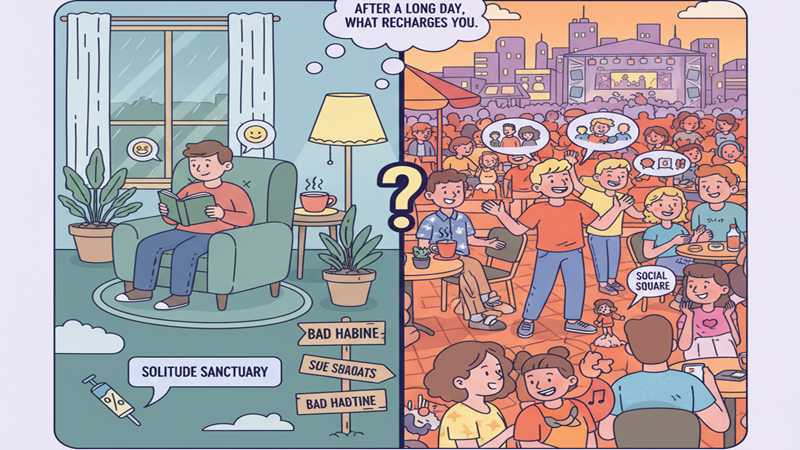 AFTER A LONG DAY,
WHAT RECHARGES YOU.
?
SOCIAL
SQUARE
BAD HABINE
SUE SBAOATS
BAD HADTINE
SOLITUDE SANCTUARY
%